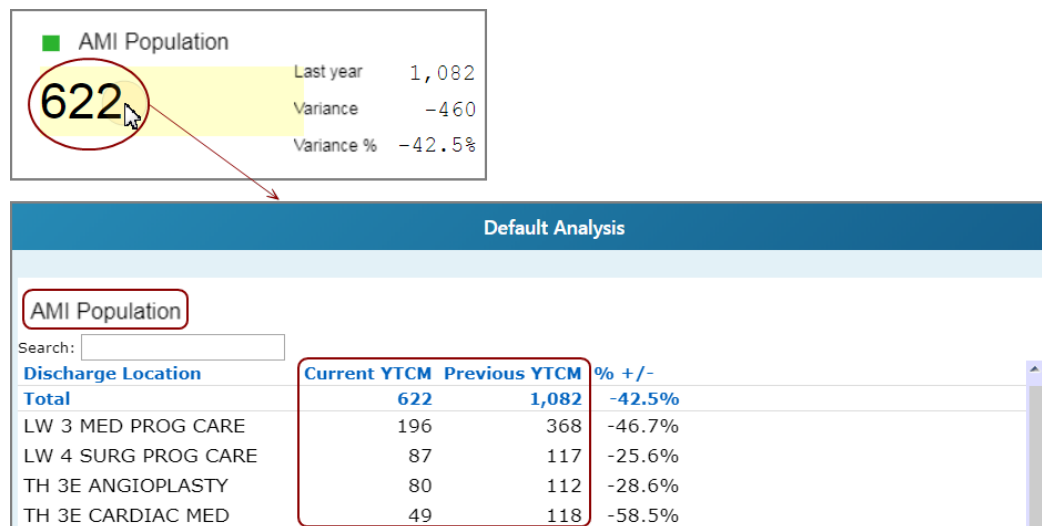 AMI Population
622
Last year 1,082
Variance -460
Variance % -42.5%
Default Analysis
AMI Population
Search:
Discharge Location Current YTCM Previous YTCM % +/-
Total 622 1,082 -42.5%
LW 3 MED PROG CARE 196 368 -46.7%
LW 4 SURG PROG CARE 87 117 -25.6%
TH 3E ANGIOPLASTY 80 112 -28.6%
TH 3E CARDIAC MED 49 118 -58.5%